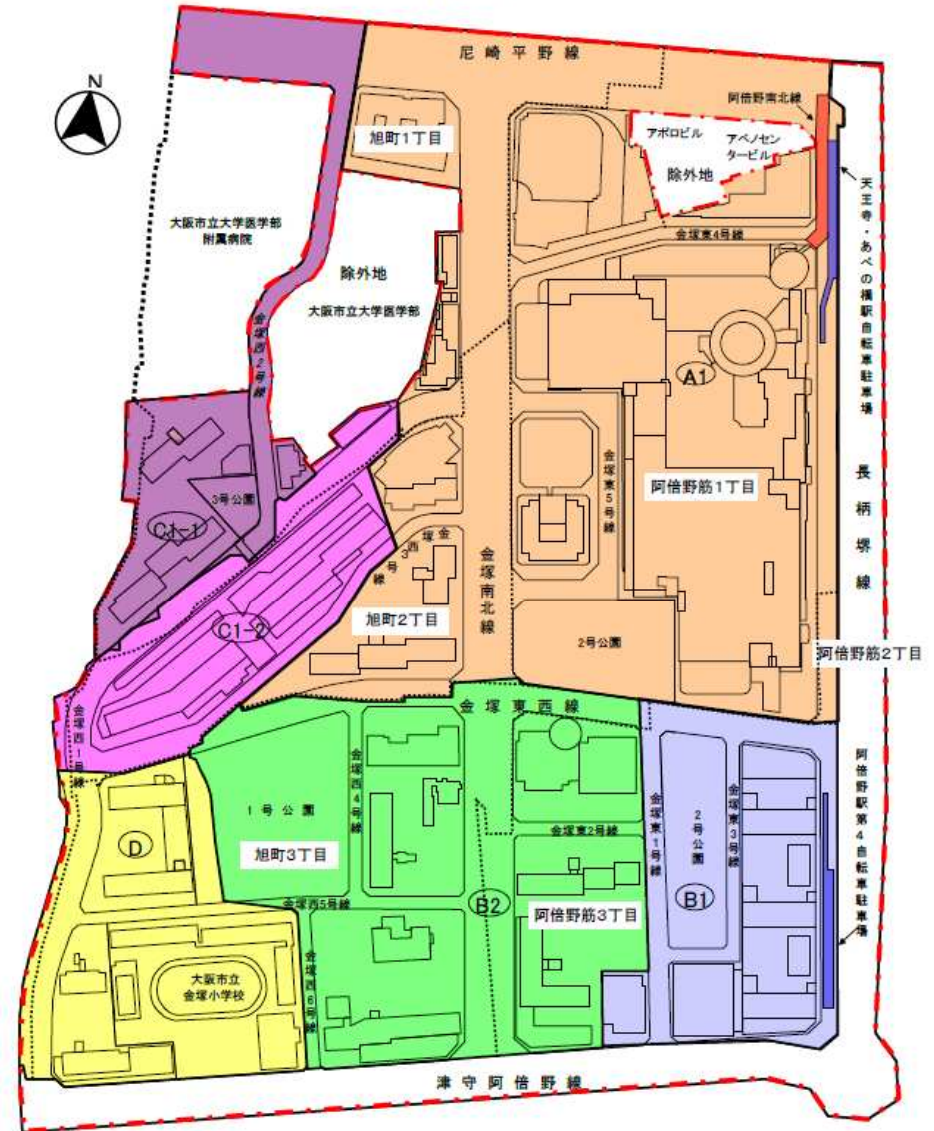 尼崎平野線
N
阿倍野南北線
旭町1丁目
アポロビル
アベノセン
タービル
除外地
天王寺・あべの橋駅自転車駐車場
大阪市立大学医学部
附属病院
金塚東4号線
除外地
大阪市立大学医学部
金塚西2号線
A1
長柄堺線
金塚東5号線
阿倍野筋1丁目
3号公園
C1-1
金塚西3号線
金塚南北線
旭町2丁目
C1-2
2号公園
阿倍野筋2丁目
金塚東西線
金塚西1号線
阿倍野駅第4自転車駐車場
1号公園
金塚西4号線
金塚東2号線
金塚東1号線
2号公園
金塚東3号線
D
旭町3丁目
金塚西5号線
B2
B1
阿倍野筋3丁目
大阪市立
金塚小学校
金塚西6号線
津守阿倍野線